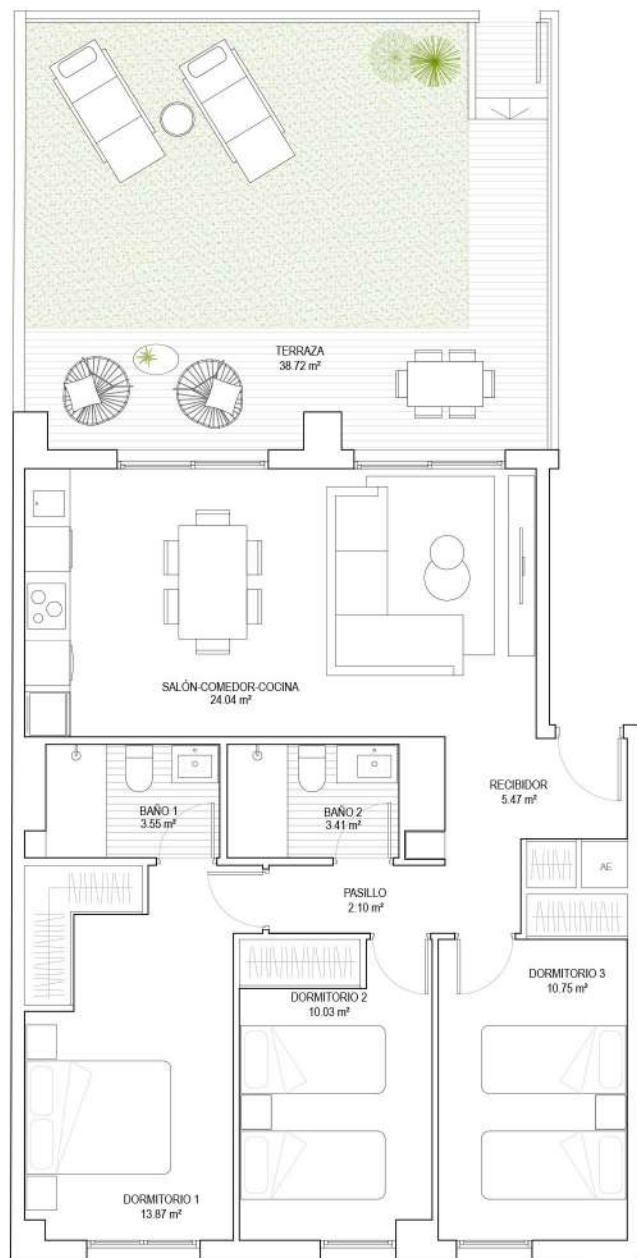 TERRAZA
38.72 m²
SALÓN-COMEDOR-COCINA
24.04 m²
RECIBIDOR
5.47 m²
BAÑO 1
3.55 m²
BAÑO 2
3.41 m²
AE
PASILLO
2.10 m²
DORMITORIO 3
10.75 m²
DORMITORIO 2
10.03 m²
DORMITORIO 1
13.87 m²